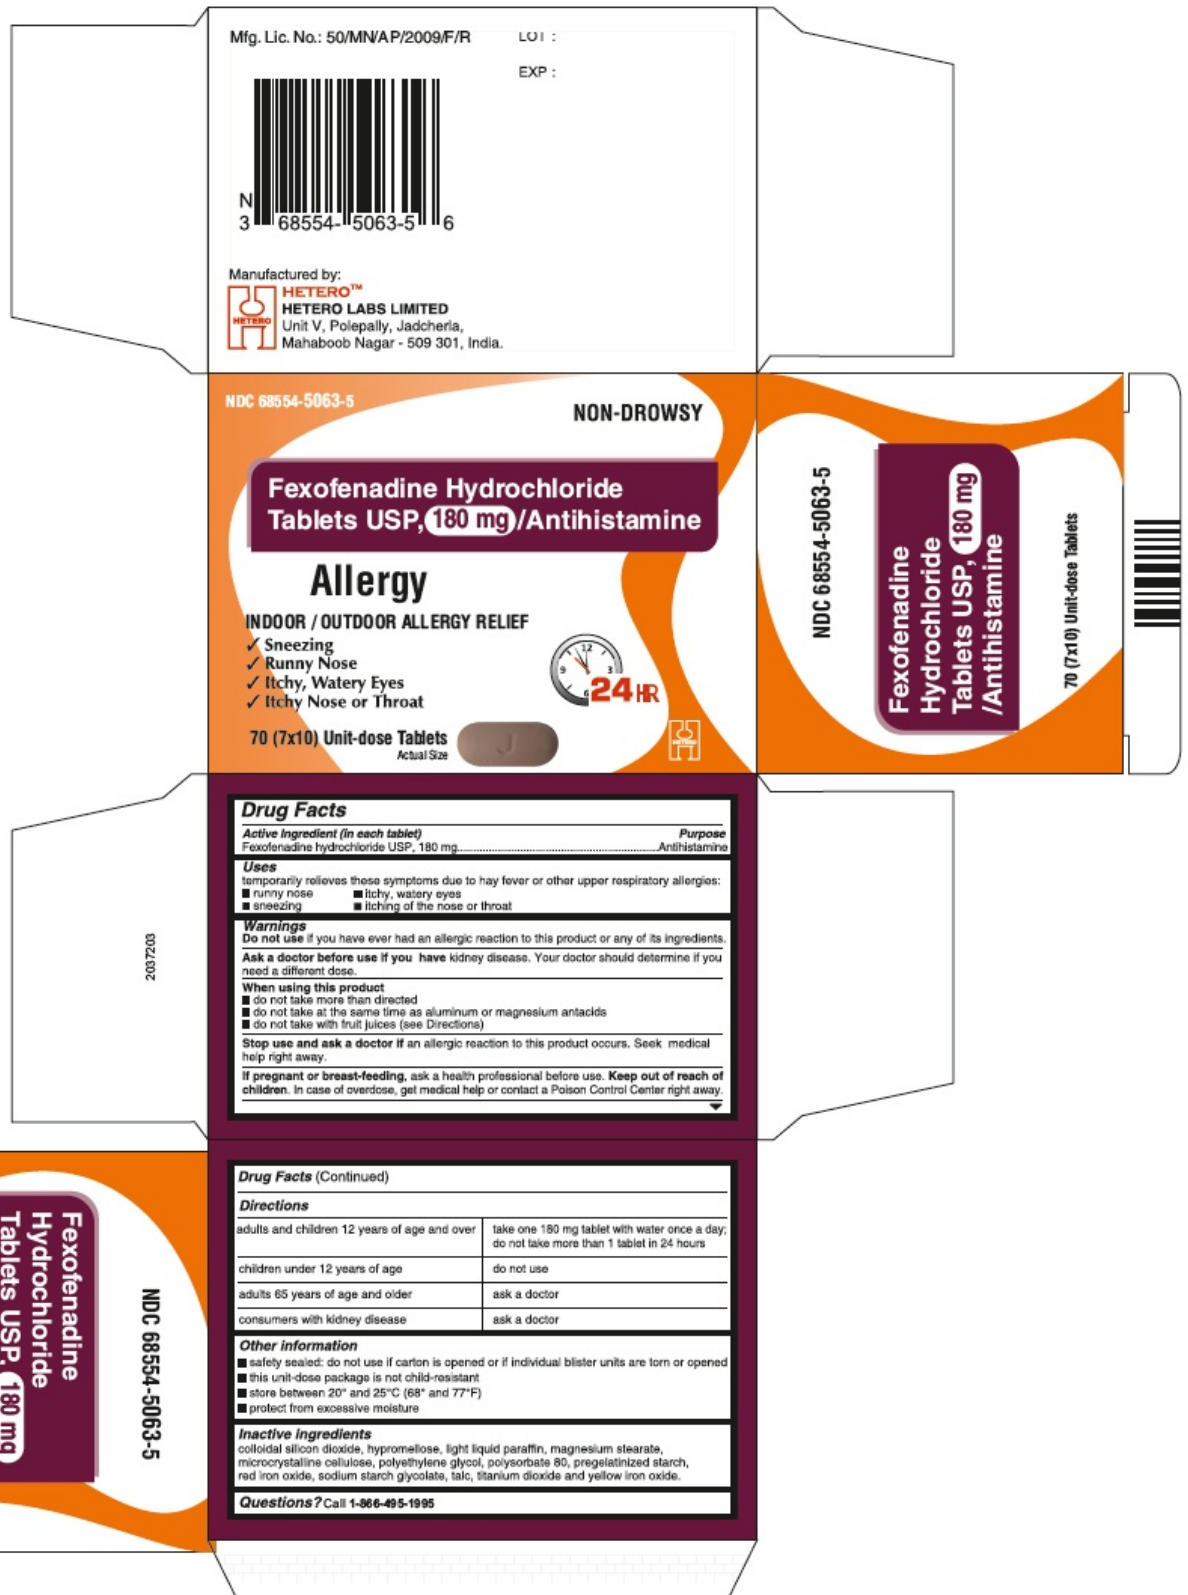 Mfg. Lic. No.: 50/MN/AP/2009/F/R
LOT :
EXP :
N
3 68554-5063-5 6
Manufactured by:
HETERO
HETERO™
HETERO LABS LIMITED
Unit V, Polepally, Jadcherla,
Mahaboob Nagar - 509 301, India.
NDC 68554-5063-5
NON-DROWSY
Fexofenadine Hydrochloride
Tablets USP, 180 mg /Antihistamine
Allergy
INDOOR / OUTDOOR ALLERGY RELIEF
✓ Sneezing
✓ Runny Nose
✓ Itchy, Watery Eyes
✓ Itchy Nose or Throat
12
9 3
6
24 HR
70 (7x10) Unit-dose Tablets
Actual Size
J
HETERO
NDC 68554-5063-5
Fexofenadine
Hydrochloride
Tablets USP, 180 mg
/Antihistamine
70 (7x10) Unit-dose Tablets
2037203
Drug Facts
Active Ingredient (in each tablet) Purpose
Fexofenadine hydrochloride USP, 180 mg.....Antihistamine
Uses
temporarily relieves these symptoms due to hay fever or other upper respiratory allergies:
■ runny nose ■ itchy, watery eyes
■ sneezing ■ itching of the nose or throat
Warnings
Do not use if you have ever had an allergic reaction to this product or any of its ingredients.
Ask a doctor before use if you have kidney disease. Your doctor should determine if you
need a different dose.
When using this product
■ do not take more than directed
■ do not take at the same time as aluminum or magnesium antacids
■ do not take with fruit juices (see Directions)
Stop use and ask a doctor if an allergic reaction to this product occurs. Seek medical
help right away.
If pregnant or breast-feeding, ask a health professional before use. Keep out of reach of
children. In case of overdose, get medical help or contact a Poison Control Center right away.
Drug Facts (Continued)
Directions
adults and children 12 years of age and over take one 180 mg tablet with water once a day;
do not take more than 1 tablet in 24 hours
children under 12 years of age do not use
adults 65 years of age and older ask a doctor
consumers with kidney disease ask a doctor
Other information
■ safety sealed: do not use if carton is opened or if individual blister units are torn or opened
■ this unit-dose package is not child-resistant
■ store between 20° and 25°C (68° and 77°F)
■ protect from excessive moisture
Inactive ingredients
colloidal silicon dioxide, hypromellose, light liquid paraffin, magnesium stearate,
microcrystalline cellulose, polyethylene glycol, polysorbate 80, pregelatinized starch,
red iron oxide, sodium starch glycolate, talc, titanium dioxide and yellow iron oxide.
Questions? Call 1-866-495-1995
NDC 68554-5063-5
Fexofenadine
Hydrochloride
Tablets USP, 180 mg